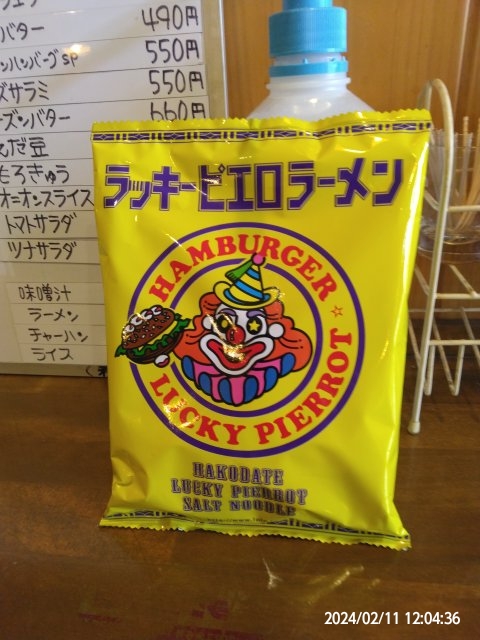 バター 490円
ンハンバーグSP 550円
ズサラミ 550円
ーズンバター 660円
えだ豆
もろきゅう
オニオンスライス
トマトサラダ
ツナサラダ
味噌汁
ラーメン
チャーハン
ライス
ラッキーピエロラーメン
HAMBURGER
LUCKY PIERROT
HAKODATE
LUCKY PIERROT
SALT NOODLE
2024/02/11 12:04:36